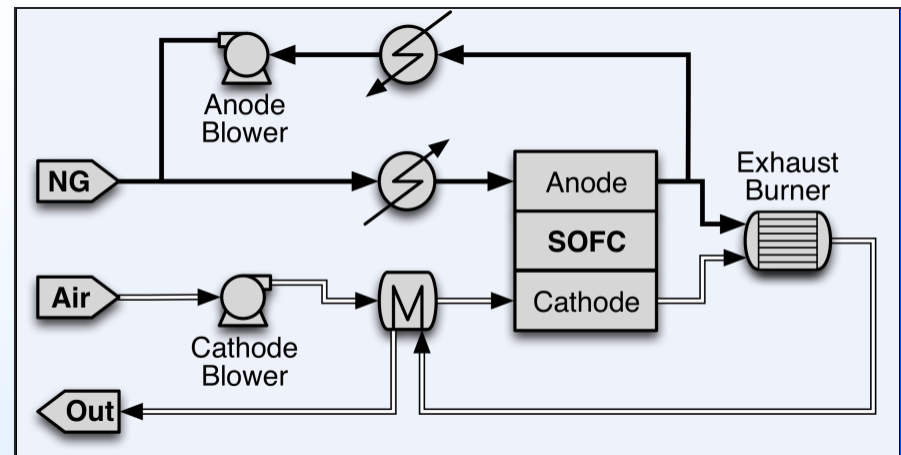 Anode
Blower
NG
Anode
Exhaust
Burner
SOFC
Air
Cathode
Cathode
Blower
Out